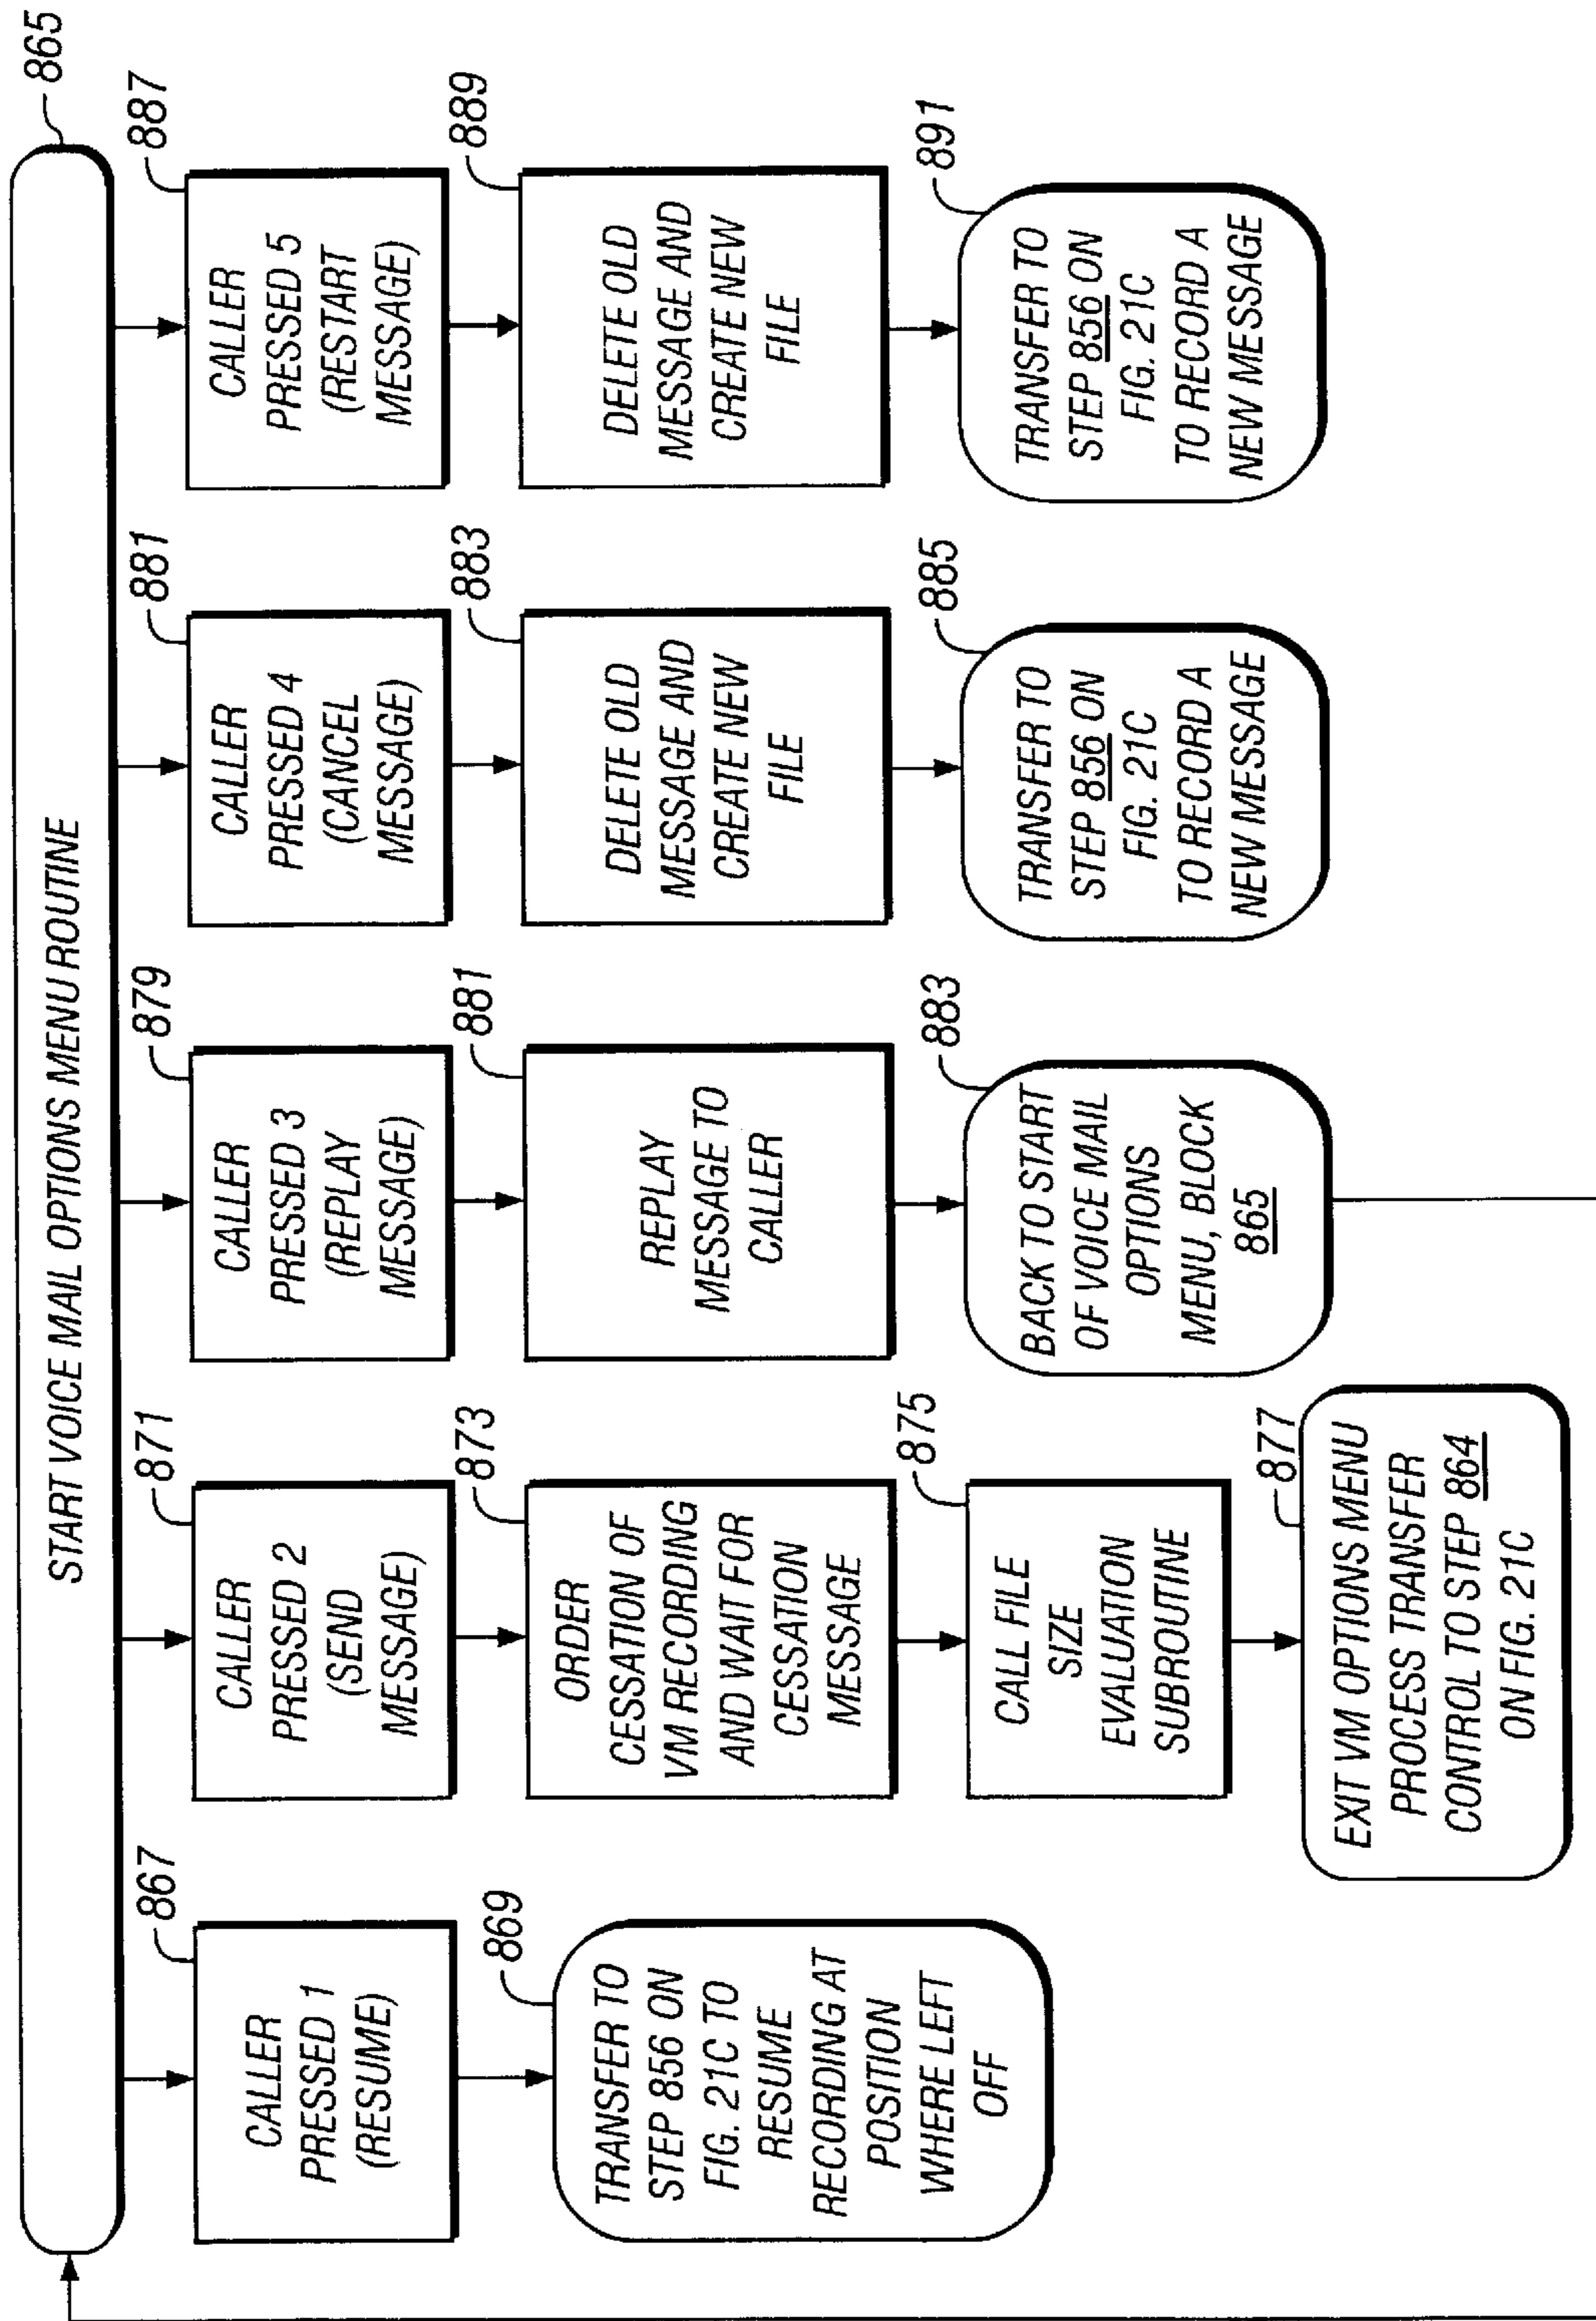 START VOICE MAIL OPTIONS MENU ROUTINE
865
867
CALLER
PRESSED 1
(RESUME)
869
TRANSFER TO
STEP 856 ON
FIG. 21C TO
RESUME
RECORDING AT
POSITION
WHERE LEFT
OFF
871
CALLER
PRESSED 2
(SEND
MESSAGE)
873
ORDER
CESSATION OF
VM RECORDING
AND WAIT FOR
CESSATION
MESSAGE
875
CALL FILE
SIZE
EVALUATION
SUBROUTINE
877
EXIT VM OPTIONS MENU
PROCESS TRANSFER
CONTROL TO STEP 864
ON FIG. 21C
879
CALLER
PRESSED 3
(REPLAY
MESSAGE)
881
REPLAY
MESSAGE TO
CALLER
883
BACK TO START
OF VOICE MAIL
OPTIONS
MENU, BLOCK
865
881
CALLER
PRESSED 4
(CANCEL
MESSAGE)
883
DELETE OLD
MESSAGE AND
CREATE NEW
FILE
885
TRANSFER TO
STEP 856 ON
FIG. 21C
TO RECORD A
NEW MESSAGE
887
CALLER
PRESSED 5
(RESTART
MESSAGE)
889
DELETE OLD
MESSAGE AND
CREATE NEW
FILE
891
TRANSFER TO
STEP 856 ON
FIG. 21C
TO RECORD A
NEW MESSAGE